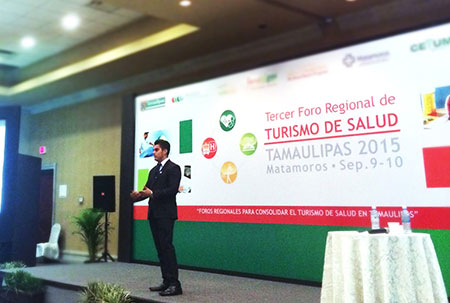 Matamoros
Tercer Foro Regional de
TURISMO DE SALUD
TAMAULIPAS 2015
Matamoros • Sep. 9-10
H
"FOROS REGIONALES PARA CONSOLIDAR EL TURISMO DE SALUD EN TAMAULIPAS"